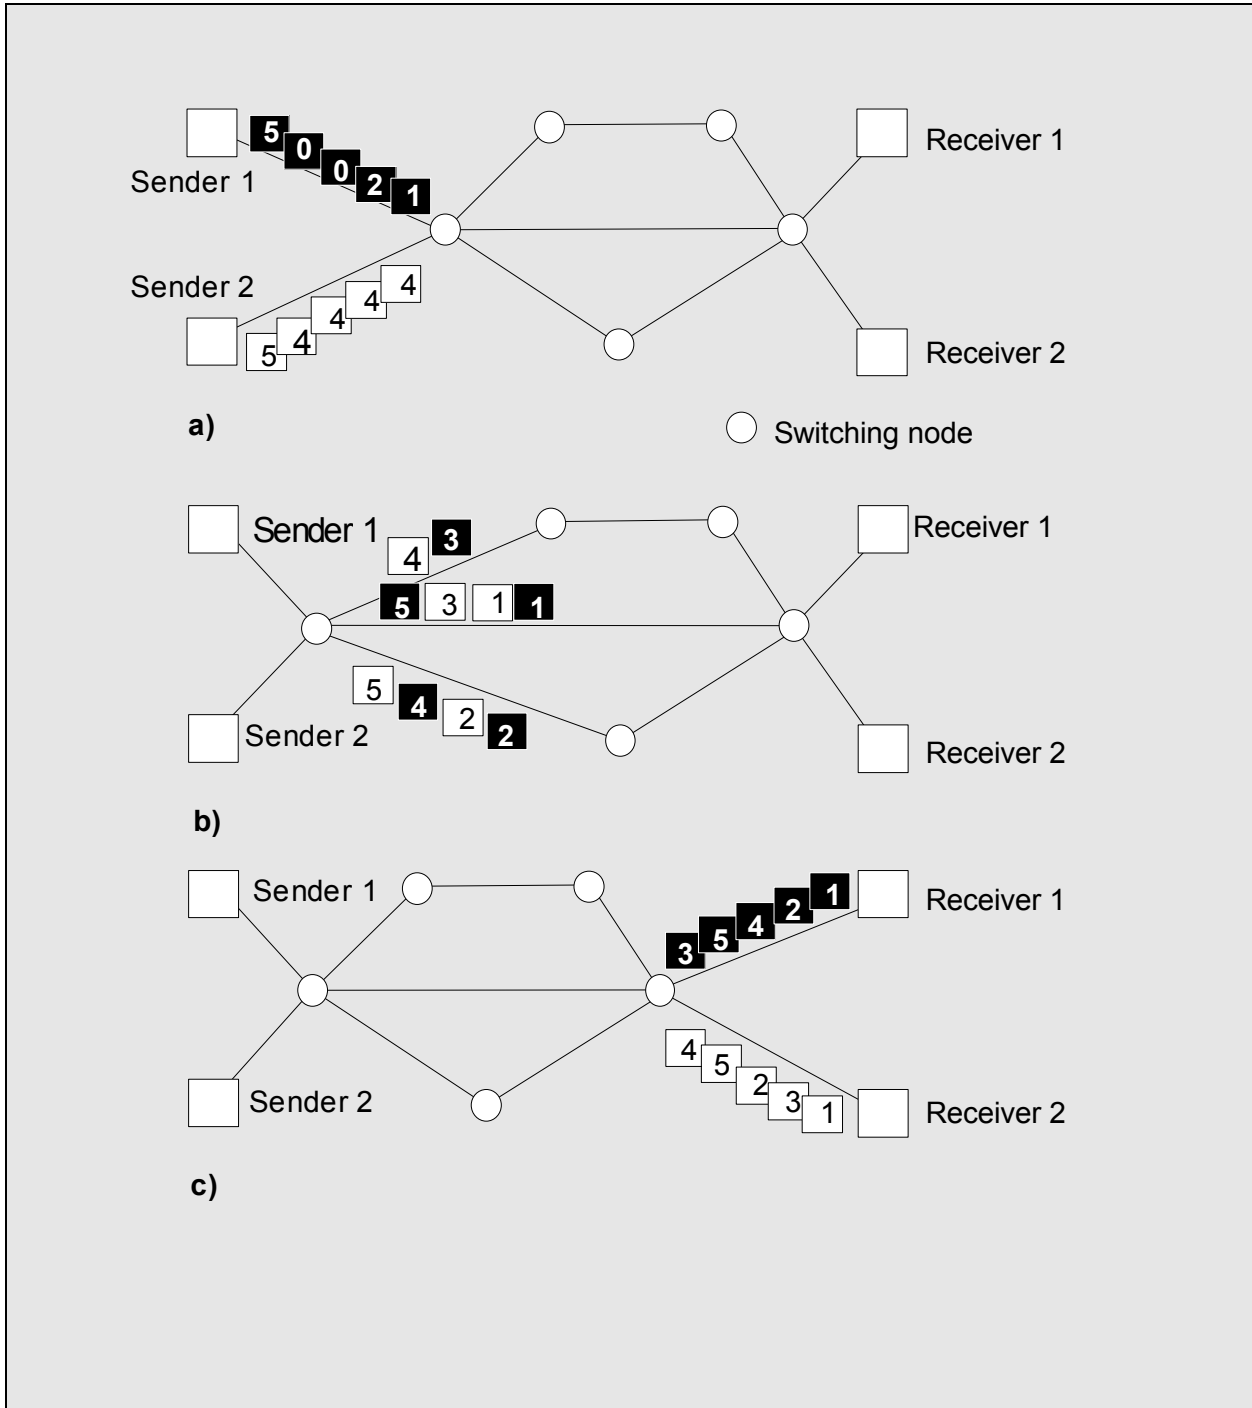 5 0 0 2 1
Receiver 1
Sender 1
Sender 2
4 4 4 4 5
Receiver 2
a)
Switching node
Sender 1
4 3
Receiver 1
5 3 1 1
5 4 2 2
Sender 2
Receiver 2
b)
Sender 1
3 5 4 2 1
Receiver 1
4 5 2 3 1
Sender 2
Receiver 2
c)